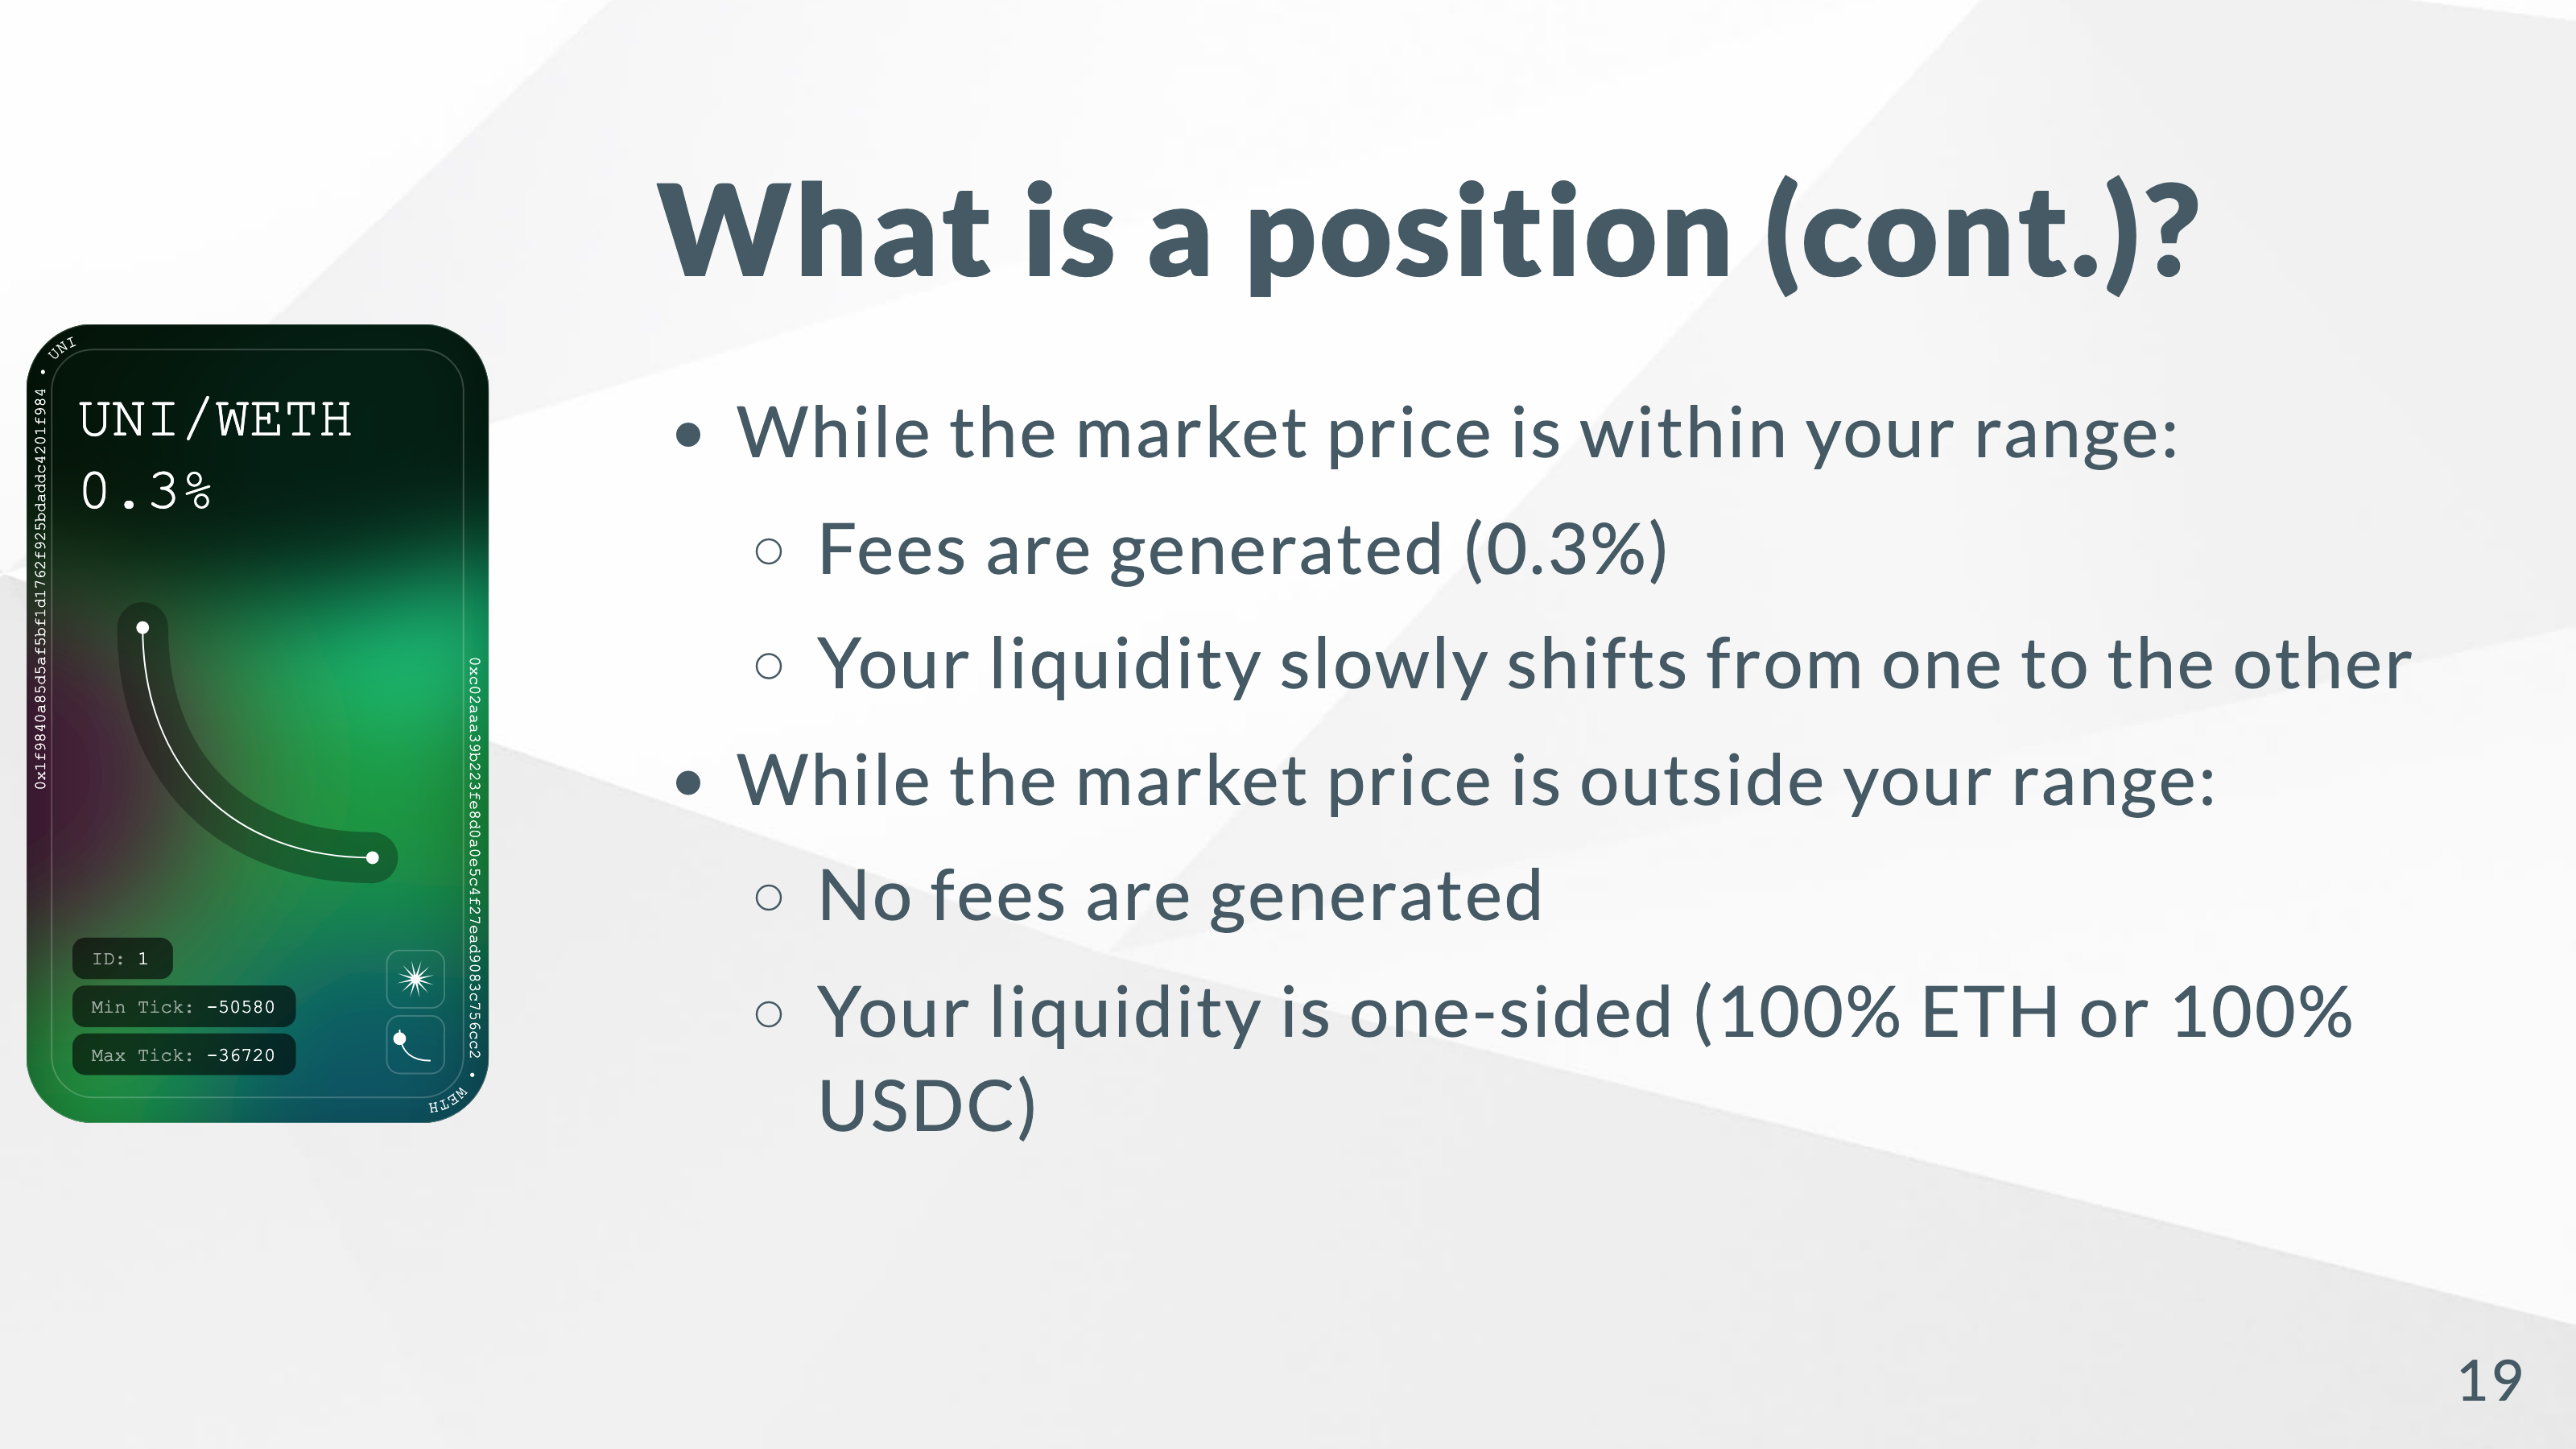 What is a position (cont.)?
• UNI
0x1f9840a85d5af5bf1d1762f925bdaddc4201f984
UNI/WETH
0.3%
0xc02aaa39b223fe8d0a0e5c4f27ead9083c756cc2
• WETH
ID: 1
Min Tick: -50580
Max Tick: -36720
• While the market price is within your range:
○ Fees are generated (0.3%)
○ Your liquidity slowly shifts from one to the other
• While the market price is outside your range:
○ No fees are generated
○ Your liquidity is one-sided (100% ETH or 100%
USDC)
19